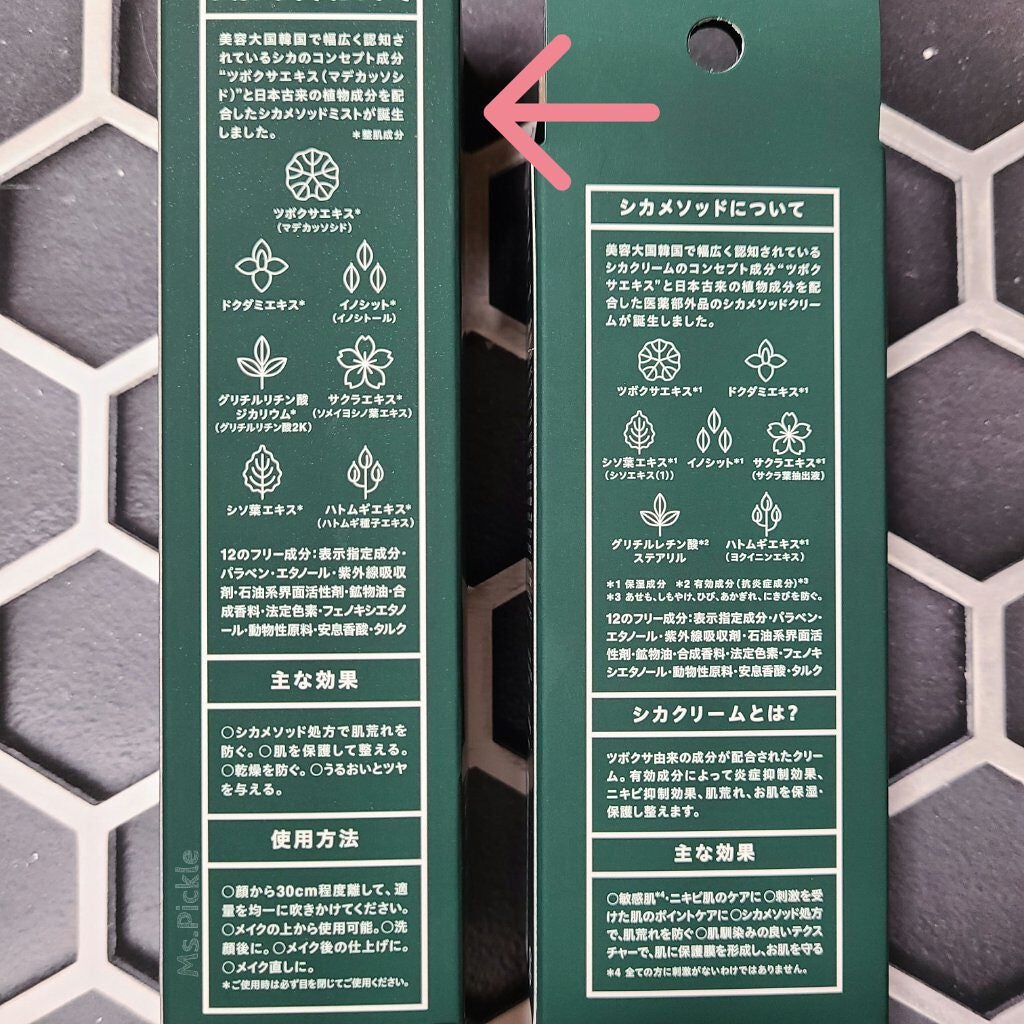 美容大国韓国で幅広く認知さ
れているシカのコンセプト成分
“ツボクサエキス(マデカッソシ
ド)”と日本古来の植物成分を配
合したシカメソッドミストが誕生
しました。 *整肌成分
ツボクサエキス*
(マデカッソシド)
ドクダミエキス* イノシット*
(イノシトール)
グリチルリチン酸 サクラエキス*
ジカリウム* (ソメイヨシノ葉エキス)
(グリチルリチン酸2K)
シソ葉エキス* ハトムギエキス*
(ハトムギ種子エキス)
12のフリー成分:表示指定成分・
パラベン・エタノール・紫外線吸収
剤・石油系界面活性剤・鉱物油・合
成香料・法定色素・フェノキシエタノ
ール・動物性原料・安息香酸・タルク
主な効果
○シカメソッド処方で肌荒れを
防ぐ。○肌を保護して整える。
○乾燥を防ぐ。○うるおいとツヤ
を与える。
使用方法
○顔から30cm程度離して、適
量を均一に吹きかけてください。
○メイクの上から使用可能。○洗
顔後に。○メイク後の仕上げに。
○メイク直しに。
*ご使用時は必ず目を閉じてご使用ください。
Ms.Pickle
シカメソッドについて
美容大国韓国で幅広く認知されている
シカクリームのコンセプト成分“ツボク
サエキス”と日本古来の植物成分を配
合した医薬部外品のシカメソッドクリー
ムが誕生しました。
ツボクサエキス*1 ドクダミエキス*1
シソ葉エキス*1 イノシット*1 サクラエキス*1
(シソエキス(1)) (サクラ葉抽出液)
グリチルレチン酸*2 ハトムギエキス*1
ステアリル (ヨクイニンエキス)
*1 保湿成分 *2 有効成分(抗炎症成分)*3
*3 あせも、しもやけ、ひび、あかぎれ、にきびを防ぐ。
12のフリー成分:表示指定成分・パラベン・
エタノール・紫外線吸収剤・石油系界面活
性剤・鉱物油・合成香料・法定色素・フェノキ
シエタノール・動物性原料・安息香酸・タルク
シカクリームとは?
ツボクサ由来の成分が配合されたクリー
ム。有効成分によって炎症抑制効果、
ニキビ抑制効果、肌荒れ、お肌を保湿・
保護し整えます。
主な効果
○敏感肌*4・ニキビ肌のケアに ○刺激を受
けた肌のポイントケアに ○シカメソッド処方
で、肌荒れを防ぐ ○肌馴染みの良いテクス
チャーで、肌に保護膜を形成し、お肌を守る
*4 全ての方に刺激がないわけではありません。